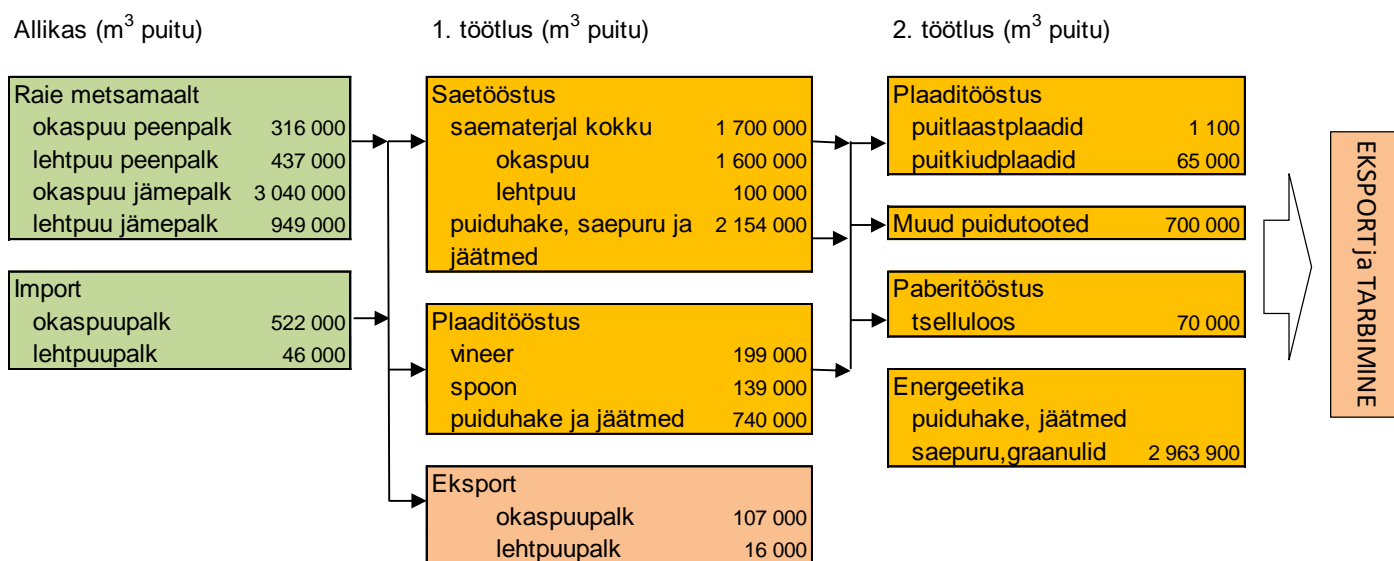 Allikas (m³ puitu)
Raie metsamaalt
okaspuu peenpalk 316 000
lehtpuu peenpalk 437 000
okaspuu jämepalk 3 040 000
lehtpuu jämepalk 949 000
Import
okaspuupalk 522 000
lehtpuupalk 46 000
1. töötlus (m³ puitu)
Saetööstus
saematerjal kokku 1 700 000
okaspuu 1 600 000
lehtpuu 100 000
puiduhake, saepuru ja 2 154 000
jäätmed
Plaaditööstus
vineer 199 000
spoon 139 000
puiduhake ja jäätmed 740 000
Eksport
okaspuupalk 107 000
lehtpuupalk 16 000
2. töötlus (m³ puitu)
Plaaditööstus
puitlaastplaadid 1 100
puitkiudplaadid 65 000
Muud puidutooted 700 000
Paberitööstus
tselluloos 70 000
Energeetika
puiduhake, jäätmed
saepuru,graanulid 2 963 900
EKSPORT ja TARBIMINE